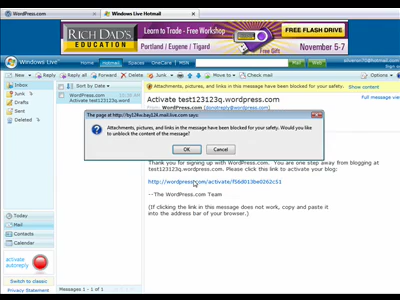 WordPress.com
Windows Live Hotmail
RICH DAD'S
EDUCATION
Learn to Trade - Free Workshop
Portland / Eugene / Tigard
Free Gifts
FREE FLASH DRIVE
November 5-7
Windows Live™
Hotmail
Spaces
OneCare
MSN
Mail
Web
New
Reply
Reply all
Forward
Delete
Junk
Move to
Check mail
Options
Inbox
Junk
Drafts
Sent
Deleted
Sort by Date
WordPress.com
Activate test123123q.word
Attachments, pictures, and links in this message have been blocked for your safety.
Show content
Activate test123123q.wordpress.com
Full message view
From: WordPress.com
The page at http://by126w.bay126.mail.live.com says:
Attachments, pictures, and links in the message have been blocked for your safety. Would you like
to unblock the content of the message?
OK
Cancel
Thank you for signing up with WordPress.com. You are one step away from blogging at
test123123q.wordpress.com. Please click this link to activate your blog:
http://wordpress.com/activate/f56d013be0262c51
--The WordPress.com Team
(If clicking the link in this message does not work, copy and paste it
into the address bar of your browser.)
Today
Mail
Contacts
Calendar
activate
autoreply
Switch to classic
Privacy Statement
Messages 1 - 1 of 1